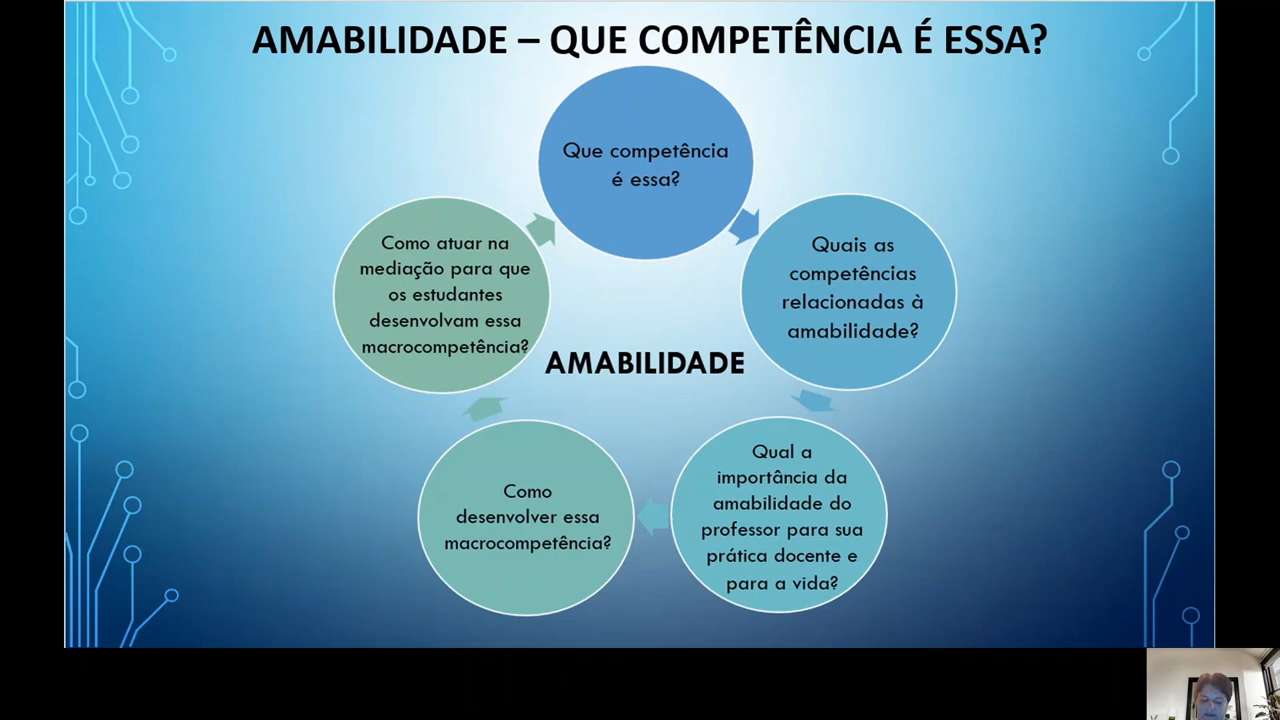 AMABILIDADE – QUE COMPETÊNCIA É ESSA?
Que competência
é essa?
Quais as
competências
relacionadas à
amabilidade?
Qual a
importância da
amabilidade do
professor para sua
prática docente e
para a vida?
Como
desenvolver essa
macrocompetência?
Como atuar na
mediação para que
os estudantes
desenvolvam essa
macrocompetência?
AMABILIDADE